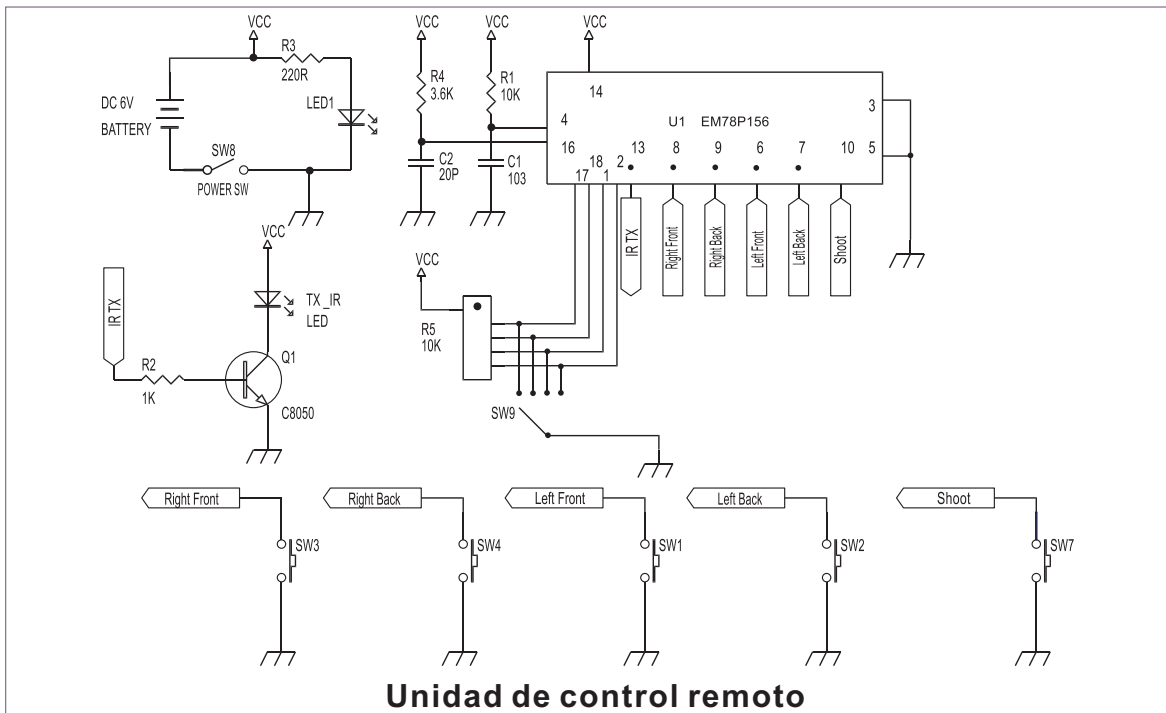 VCC
R3
220R
LED1
DC 6V
BATTERY
SW8
POWER SW
VCC
VCC
VCC
R4
3.6K
R1
10K
14
4
16
U1 EM78P156
3
5
17
18
1
2
13
8
9
6
7
10
C2
20P
C1
103
IR TX
Right Front
Right Back
Left Front
Left Back
Shoot
VCC
IR TX
TX_IR
LED
R2
1K
Q1
C8050
VCC
R5
10K
SW9
Right Front
Right Back
Left Front
Left Back
Shoot
SW3
SW4
SW1
SW2
SW7
Unidad de control remoto